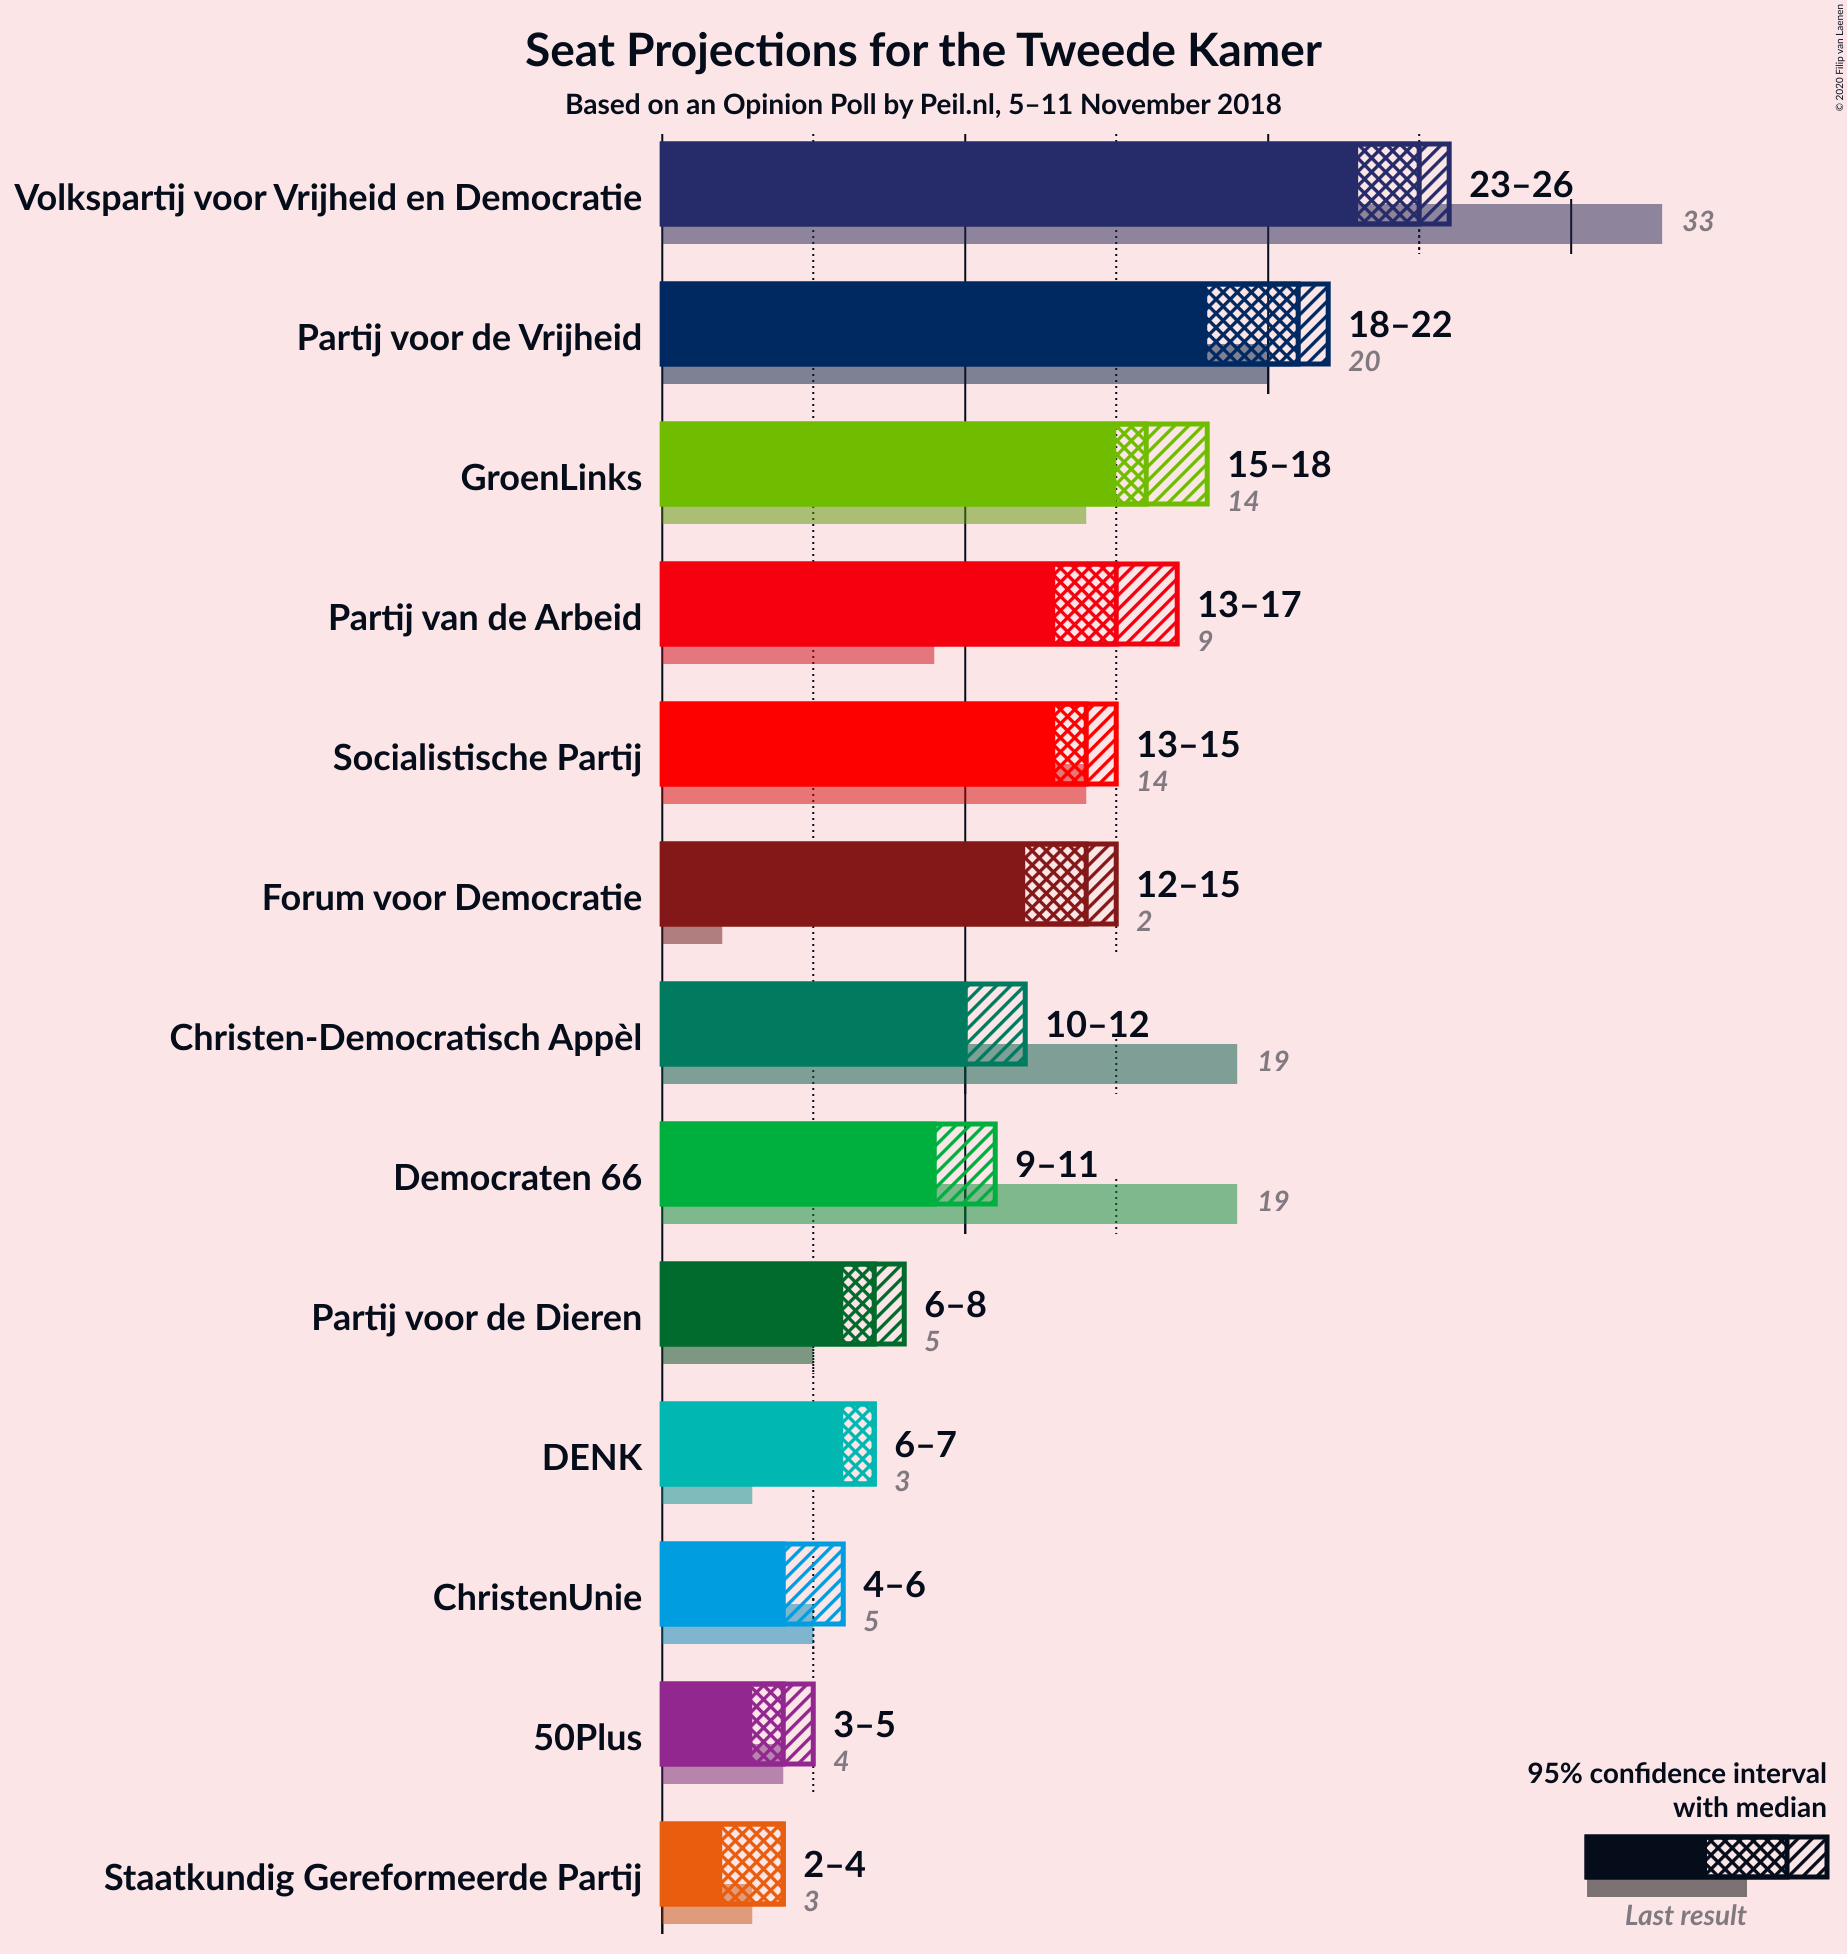 Seat Projections for the Tweede Kamer
Based on an Opinion Poll by Peil.nl, 5–11 November 2018
© 2020 Filip van Laenen
Volkspartij voor Vrijheid en Democratie
23–26
33
Partij voor de Vrijheid
18–22
20
GroenLinks
15–18
14
Partij van de Arbeid
13–17
9
Socialistische Partij
13–15
14
Forum voor Democratie
12–15
2
Christen-Democratisch Appèl
10–12
19
Democraten 66
9–11
19
Partij voor de Dieren
6–8
5
DENK
6–7
3
ChristenUnie
4–6
5
50Plus
3–5
4
Staatkundig Gereformeerde Partij
2–4
3
95% confidence interval
with median
Last result